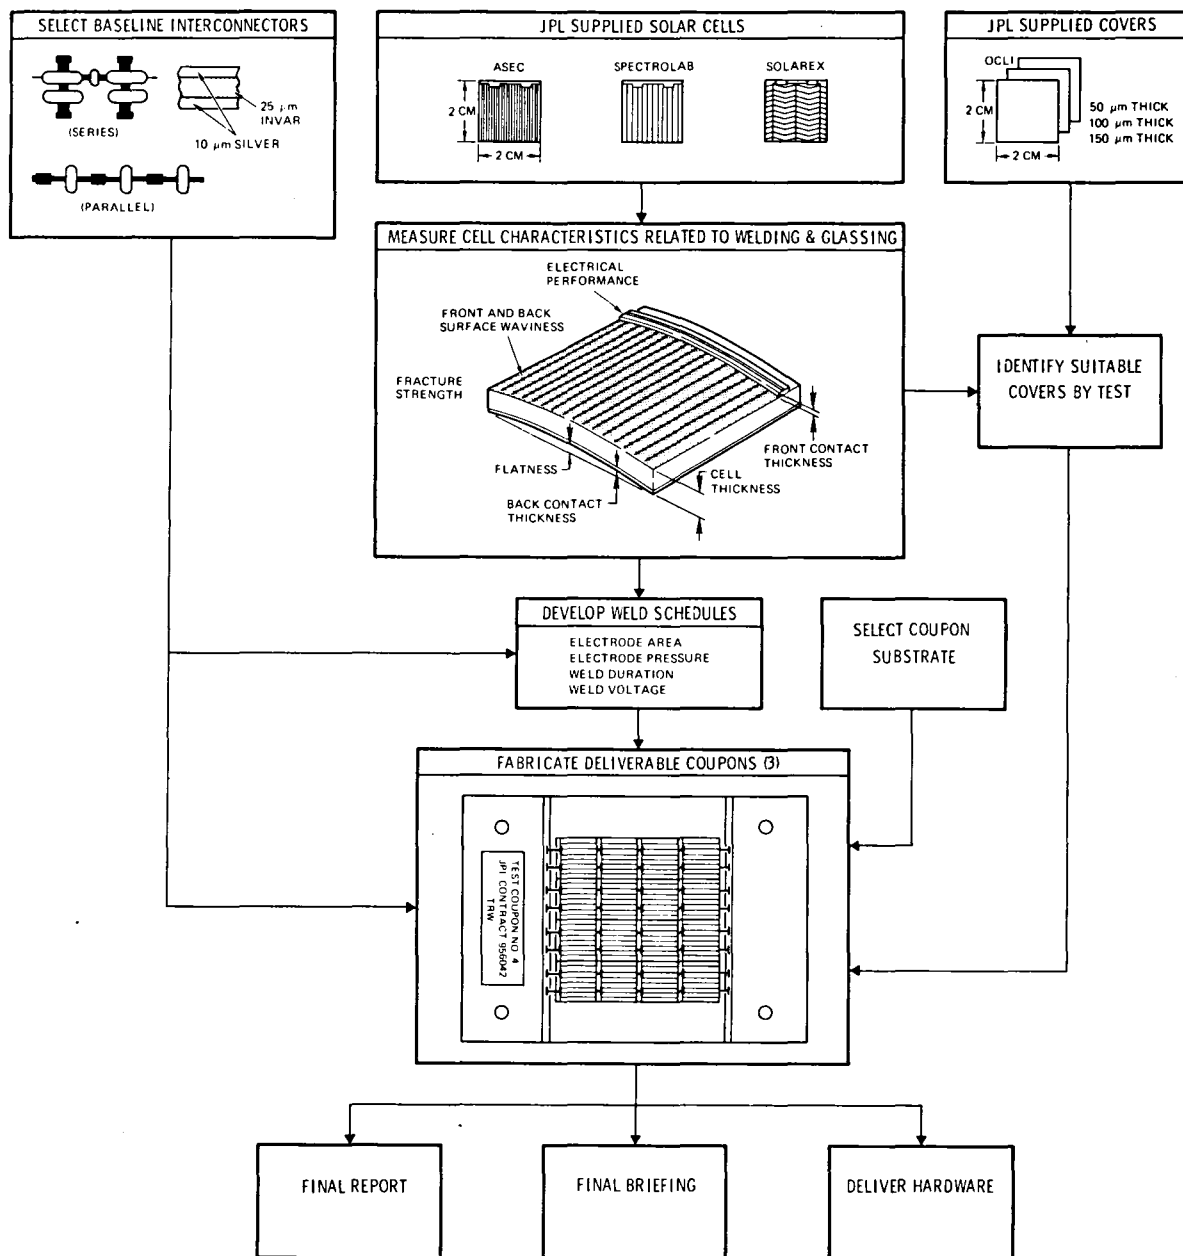 SELECT BASELINE INTERCONNECTORS
(SERIES)
25 μm
INVAR
10 μm SILVER
(PARALLEL)
JPL SUPPLIED SOLAR CELLS
ASEC
SPECTROLAB
SOLAREX
2 CM
2 CM
JPL SUPPLIED COVERS
OCLI
2 CM
2 CM
50 μm THICK
100 μm THICK
150 μm THICK
MEASURE CELL CHARACTERISTICS RELATED TO WELDING & GLASSING
ELECTRICAL
PERFORMANCE
FRONT AND BACK
SURFACE WAVINESS
FRACTURE
STRENGTH
FLATNESS
BACK CONTACT
THICKNESS
FRONT CONTACT
THICKNESS
CELL
THICKNESS
IDENTIFY SUITABLE
COVERS BY TEST
DEVELOP WELD SCHEDULES
ELECTRODE AREA
ELECTRODE PRESSURE
WELD DURATION
WELD VOLTAGE
SELECT COUPON
SUBSTRATE
FABRICATE DELIVERABLE COUPONS (3)
TEST COUPON NO. 4
JPL CONTRACT 956042
TRW
FINAL REPORT
FINAL BRIEFING
DELIVER HARDWARE